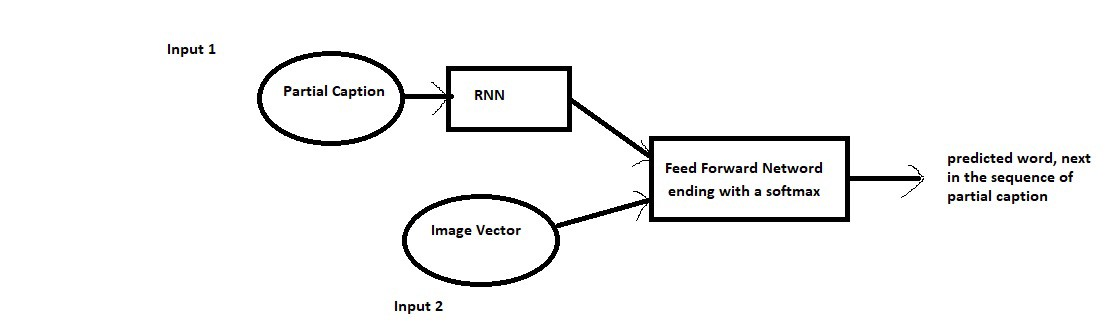 Input 1
Partial Caption
RNN
Feed Forward Netword
ending with a softmax
predicted word, next
in the sequence of
partial caption
Image Vector
Input 2